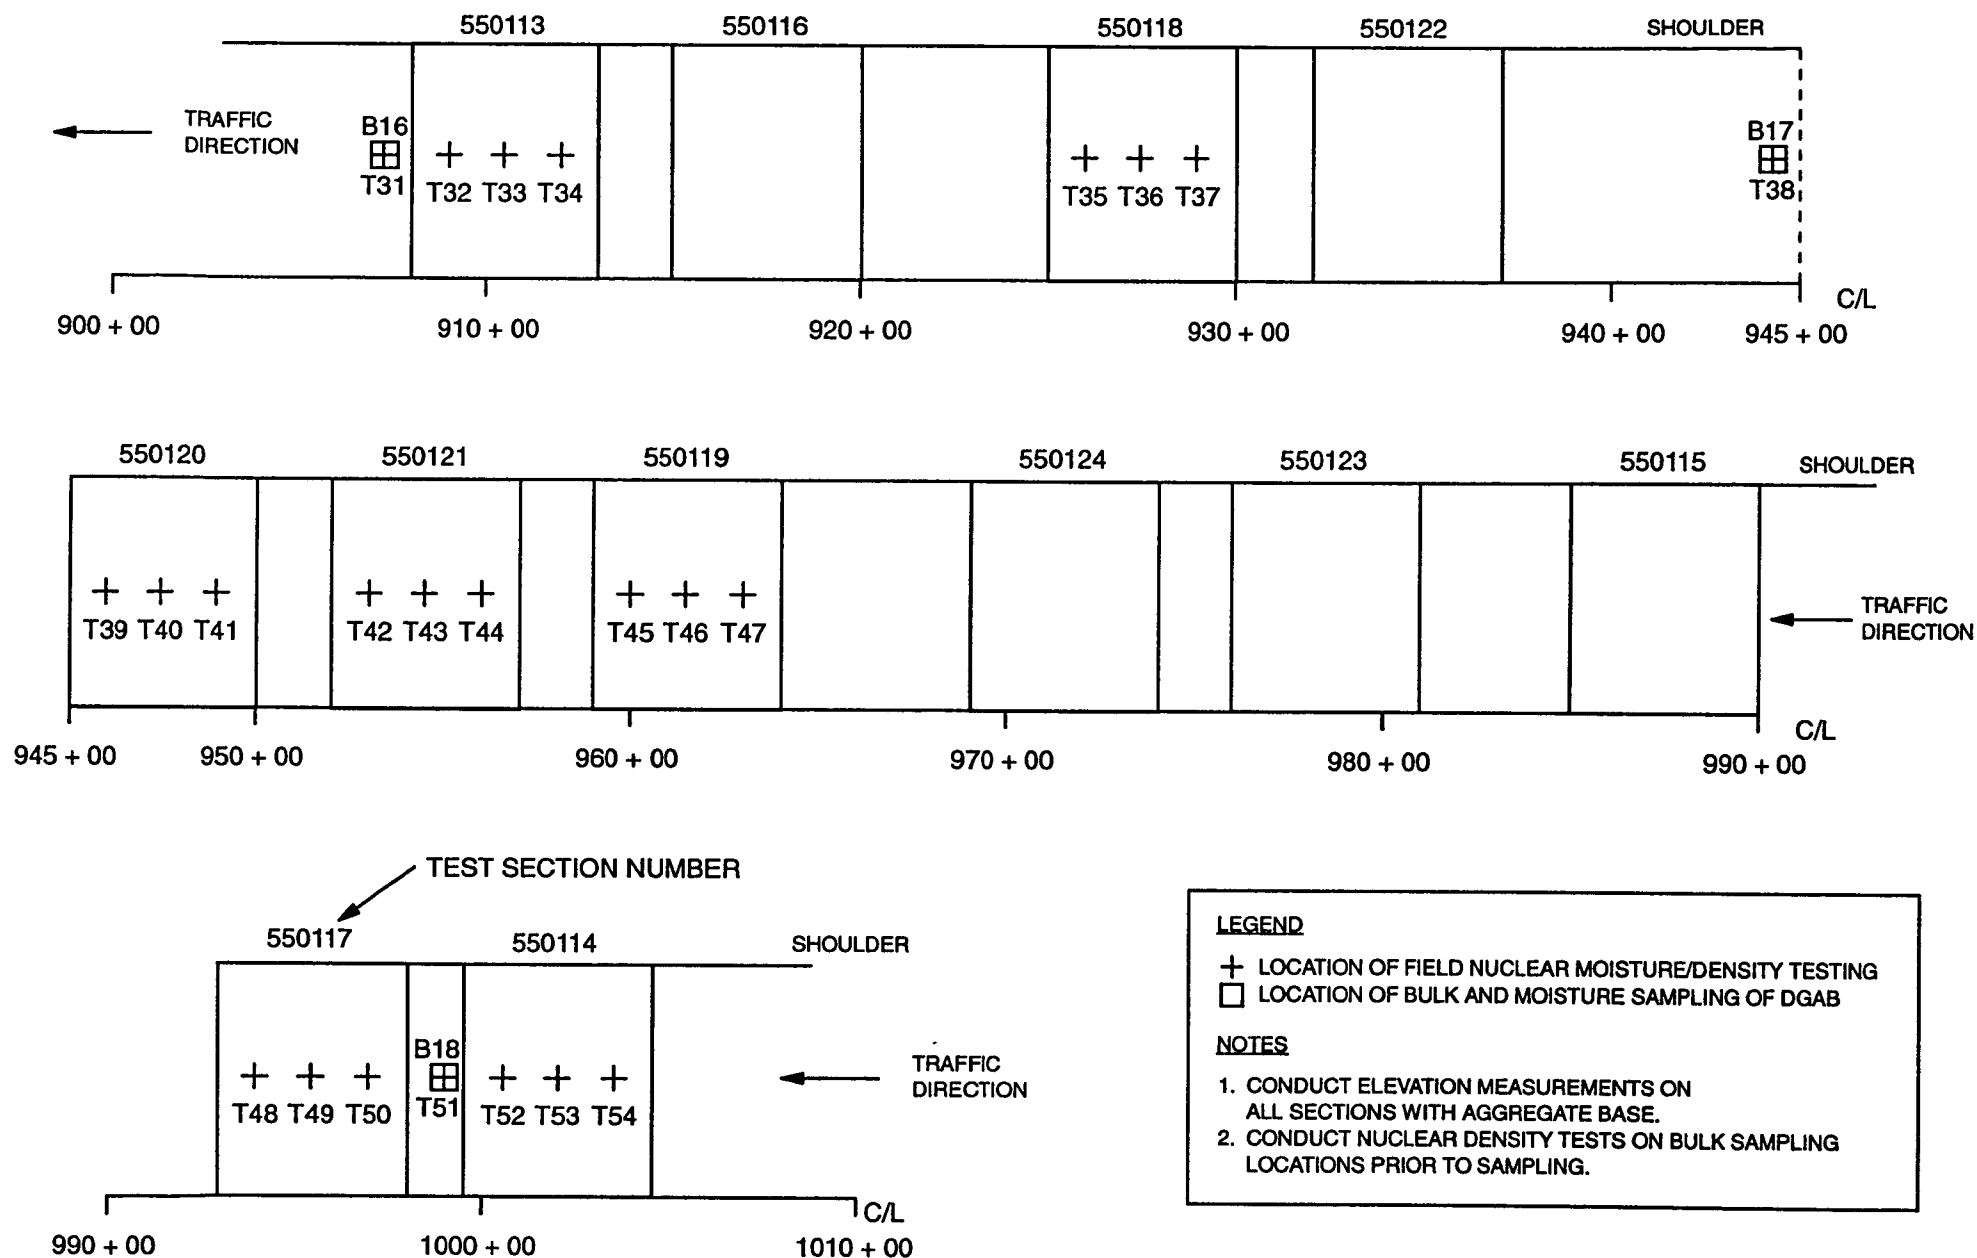 550113
550116
550118
550122
SHOULDER
TRAFFIC
DIRECTION
B16
T31
T32 T33 T34
T35 T36 T37
B17
T38
C/L
900 + 00
910 + 00
920 + 00
930 + 00
940 + 00
945 + 00
550120
550121
550119
550124
550123
550115
SHOULDER
T39 T40 T41
T42 T43 T44
T45 T46 T47
TRAFFIC
DIRECTION
C/L
945 + 00
950 + 00
960 + 00
970 + 00
980 + 00
990 + 00
TEST SECTION NUMBER
550117
550114
SHOULDER
T48 T49 T50
B18
T51
T52 T53 T54
TRAFFIC
DIRECTION
C/L
990 + 00
1000 + 00
1010 + 00
LEGEND
LOCATION OF FIELD NUCLEAR MOISTURE/DENSITY TESTING
LOCATION OF BULK AND MOISTURE SAMPLING OF DGAB
NOTES
1. CONDUCT ELEVATION MEASUREMENTS ON
ALL SECTIONS WITH AGGREGATE BASE.
2. CONDUCT NUCLEAR DENSITY TESTS ON BULK SAMPLING
LOCATIONS PRIOR TO SAMPLING.